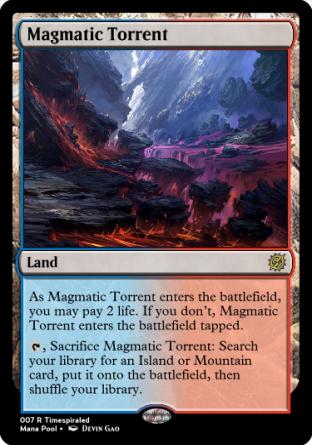 Magmatic Torrent
Land
As Magmatic Torrent enters the battlefield,
you may pay 2 life. If you don't, Magmatic
Torrent enters the battlefield tapped.
, Sacrifice Magmatic Torrent: Search
your library for an Island or Mountain
card, put it onto the battlefield, then
shuffle your library.
007 R Timespiraled
Mana Pool • Devin Gao